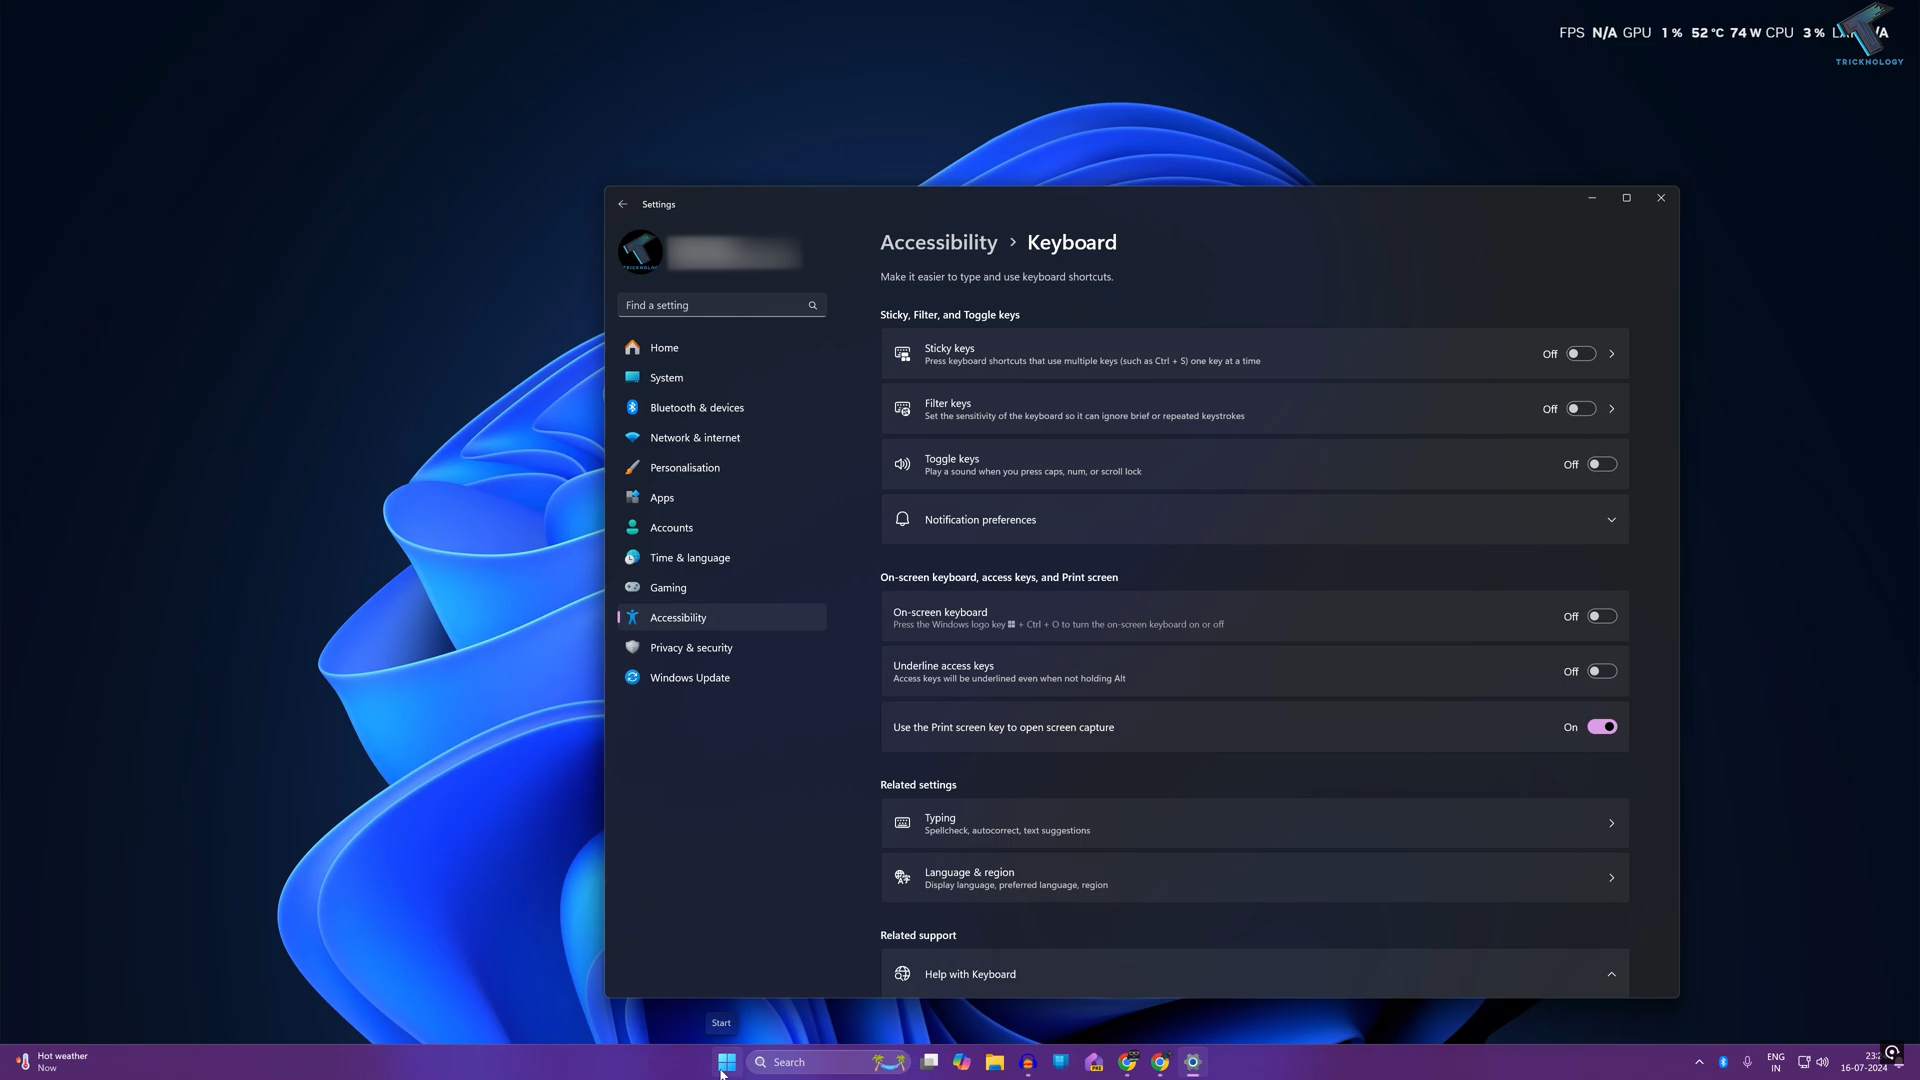 FPS N/A GPU 1 % 52 °C 74 W CPU 3 %
TRICKNOLOGY
Settings
Find a setting
Home
System
Bluetooth & devices
Network & internet
Personalisation
Apps
Accounts
Time & language
Gaming
Accessibility
Privacy & security
Windows Update
Accessibility > Keyboard
Make it easier to type and use keyboard shortcuts.
Sticky, Filter, and Toggle keys
Sticky keys
Press keyboard shortcuts that use multiple keys (such as Ctrl + S) one key at a time
Off
Filter keys
Set the sensitivity of the keyboard so it can ignore brief or repeated keystrokes
Off
Toggle keys
Play a sound when you press caps, num, or scroll lock
Off
Notification preferences
On-screen keyboard, access keys, and Print screen
On-screen keyboard
Press the Windows logo key + Ctrl + O to turn the on-screen keyboard on or off
Off
Underline access keys
Access keys will be underlined even when not holding Alt
Off
Use the Print screen key to open screen capture
On
Related settings
Typing
Spellcheck, autocorrect, text suggestions
Language & region
Display language, preferred language, region
Related support
Help with Keyboard
Start
Hot weather
Now
Search
PRE
ENG
IN
16-07-2024